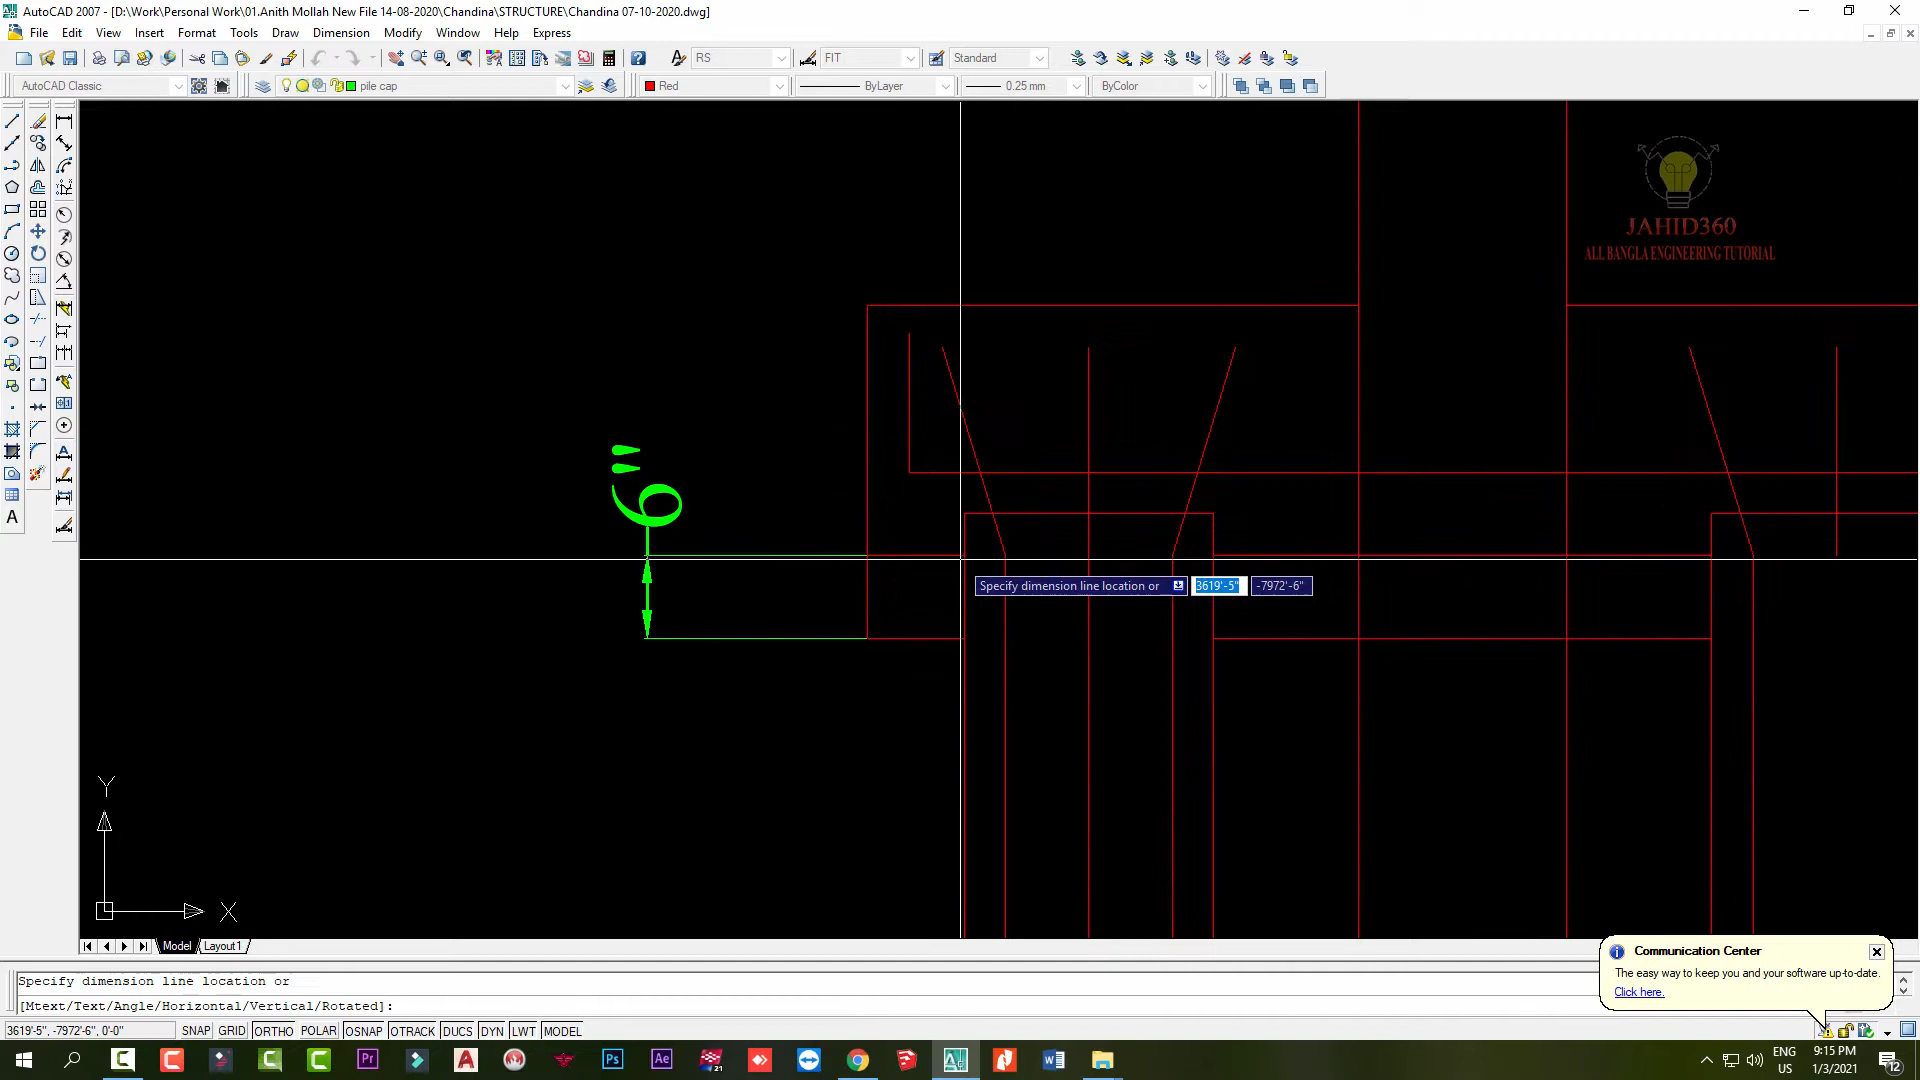 AutoCAD 2007 - [D:\Work\Personal Work\01.Anith Mollah New File 14-08-2020\Chandina\STRUCTURE\Chandina 07-10-2020.dwg]
File Edit View Insert Format Tools Draw Dimension Modify Window Help Express
RS FIT Standard
AutoCAD Classic pile cap Red ByLayer 0.25 mm ByColor
JAHID360
ALL BANGLA ENGINEERING TUTORIAL
6"
Specify dimension line location or 3619'-5" -7972'-6"
A
Y
X
Model Layout1
Communication Center
The easy way to keep you and your software up-to-date.
Click here.
Specify dimension line location or
[Mtext/Text/Angle/Horizontal/Vertical/Rotated]:
3619'-5", -7972'-6", 0'-0" SNAP GRID ORTHO POLAR OSNAP OTRACK DUCS DYN LWT MODEL
Pr Ps Ae 21
ENG
US
9:15 PM
1/3/2021
12